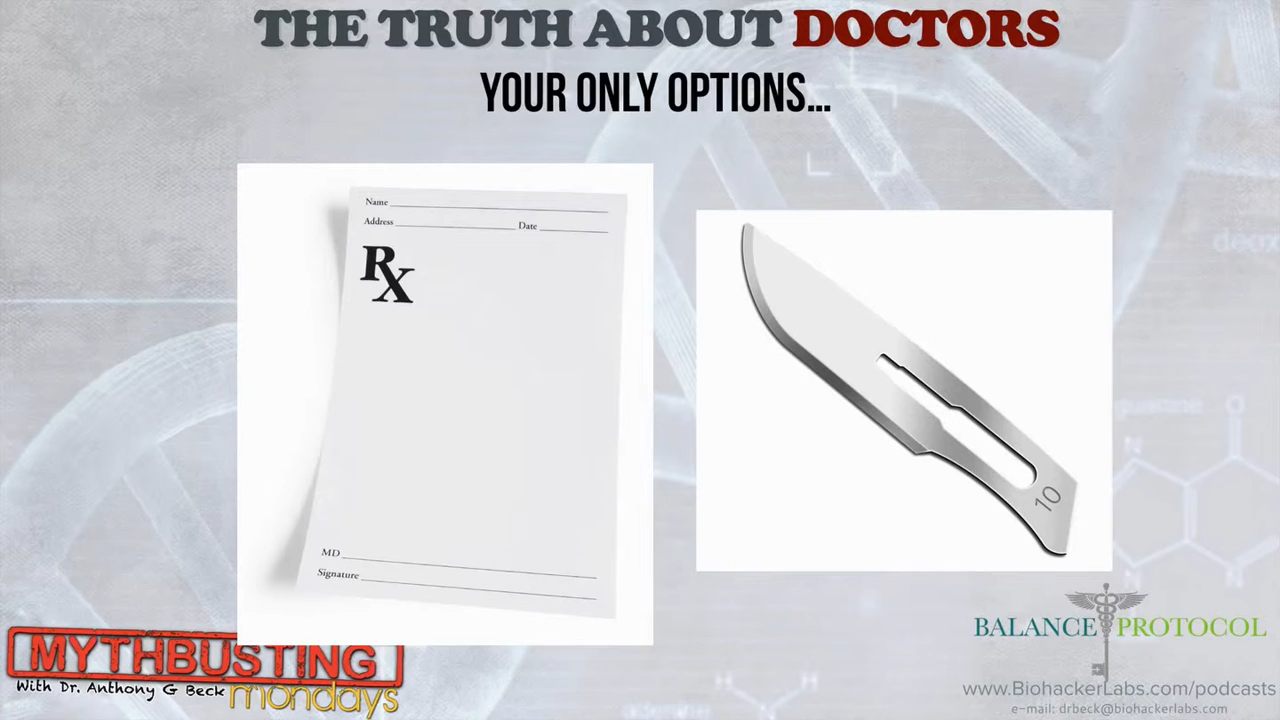 THE TRUTH ABOUT DOCTORS
YOUR ONLY OPTIONS...
Name
Address Date
RX
MD
Signature
10
MYTHBUSTING
With Dr. Anthony G Beck
mondays
BALANCE PROTOCOL
www.BiohackerLabs.com/podcasts
e-mail: drbeck@biohackerlabs.com
deox
N
O
N
N
H
N
H